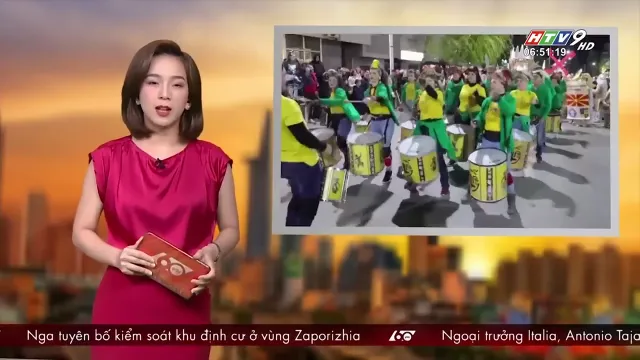 HTV9 HD
06:51:19
Nga tuyên bố kiểm soát khu định cư ở vùng Zaporizhia 60 Ngoại trưởng Italia, Antonio Taja